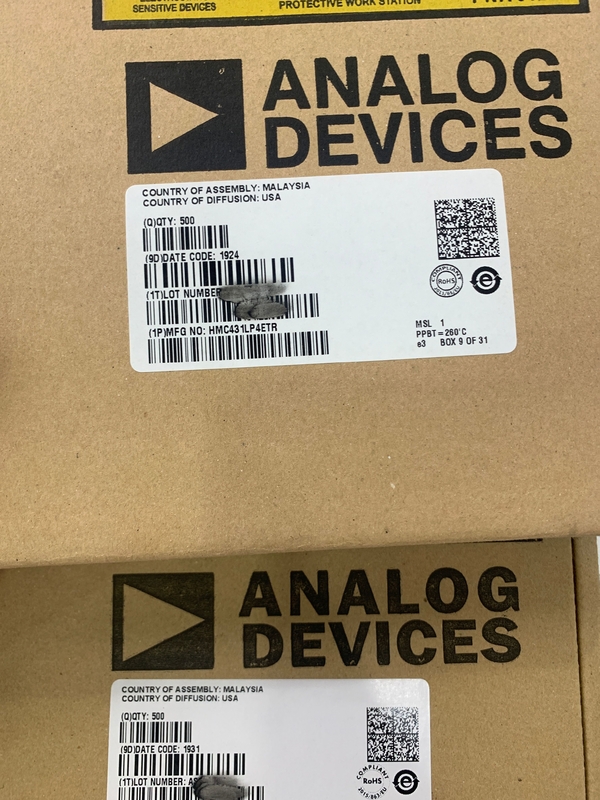 SENSITIVE DEVICES
PROTECTIVE WORK STATION
ANALOG
DEVICES
COUNTRY OF ASSEMBLY: MALAYSIA
COUNTRY OF DIFFUSION: USA
(Q)QTY: 500
(9D)DATE CODE: 1924
(1T)LOT NUMBER
(1P)MFG NO: HMC431LP4ETR
COMPLIANT
RoHS
e
MSL 1
PPBT=260°C
e3 BOX 9 OF 31
ANALOG
DEVICES
COUNTRY OF ASSEMBLY: MALAYSIA
COUNTRY OF DIFFUSION: USA
(Q)QTY: 500
(9D)DATE CODE: 1931
(1T)LOT NUMBER:
COMPLIANT
RoHS
2015/863/EU
e